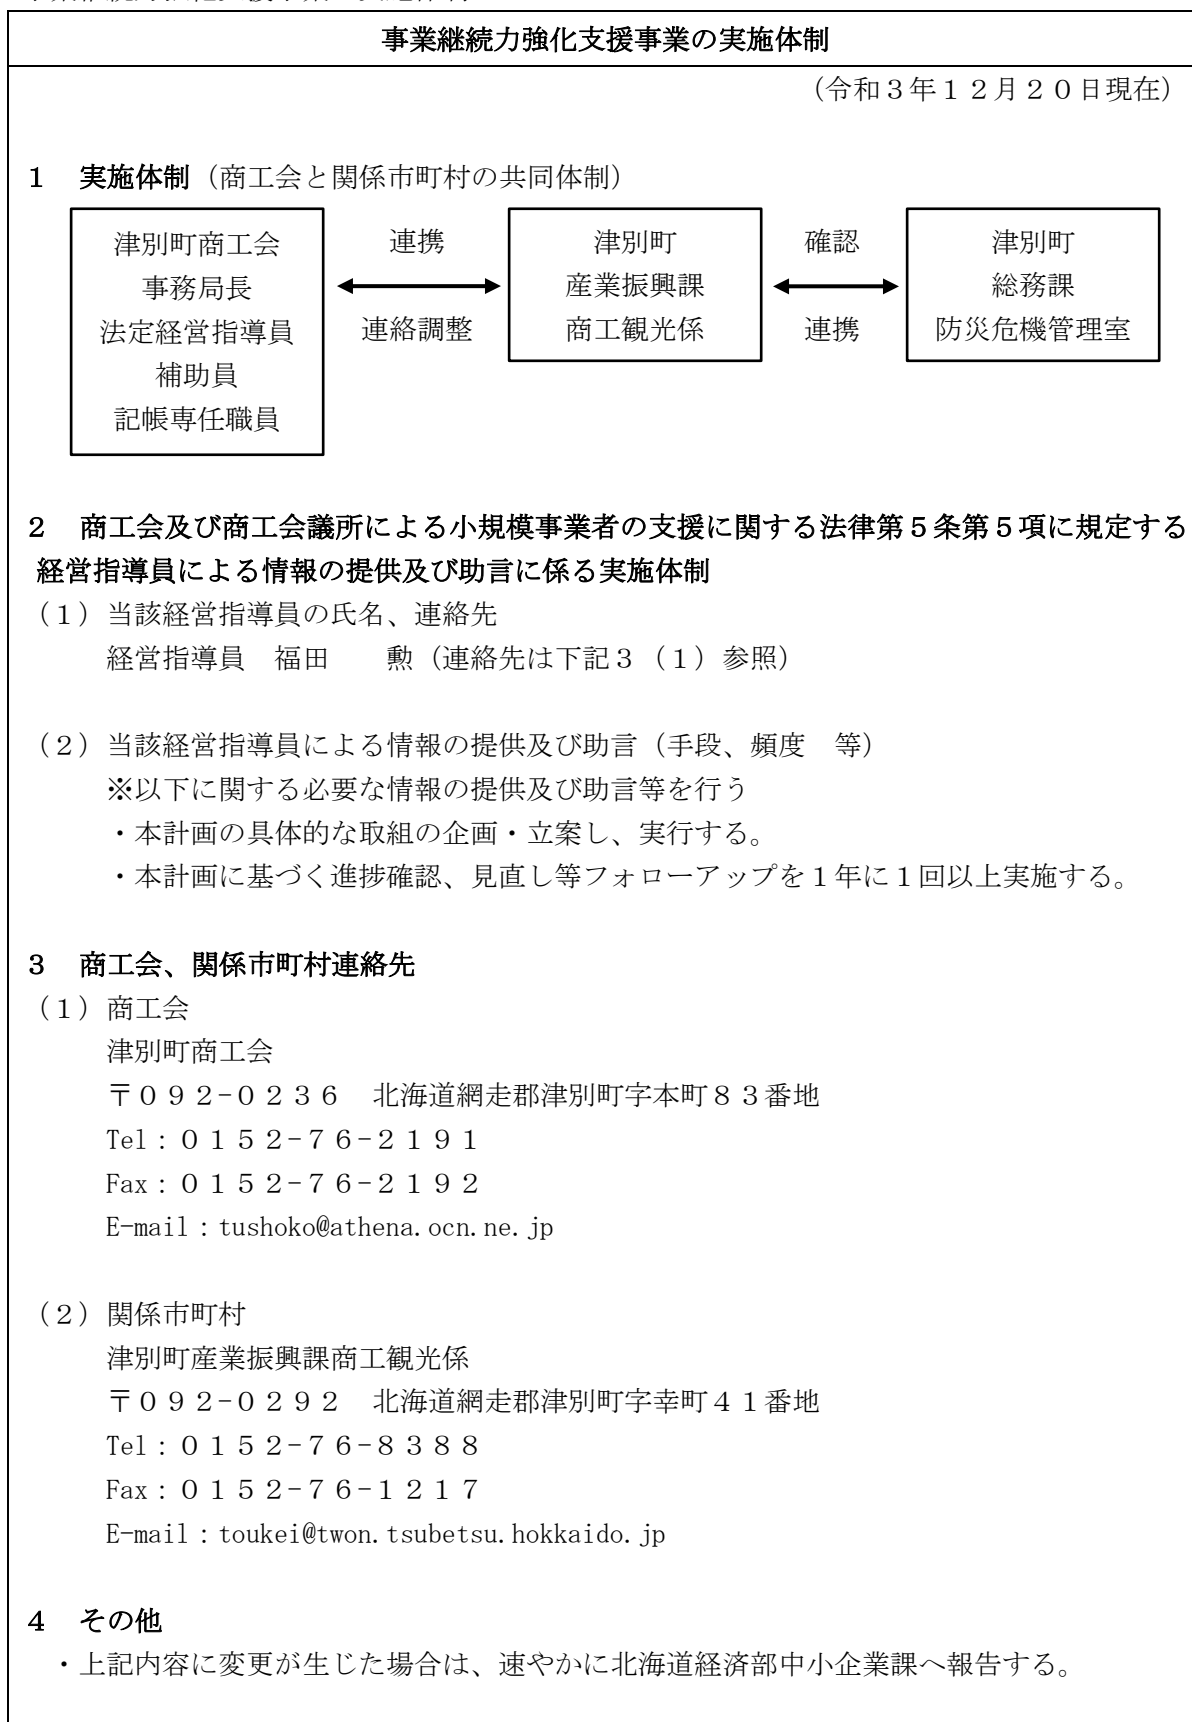 事業継続力強化支援事業の実施体制
（令和３年１２月２０日現在）
１　実施体制（商工会と関係市町村の共同体制）
津別町商工会
事務局長
法定経営指導員
補助員
記帳専任職員
連携
連絡調整
津別町
産業振興課
商工観光係
確認
連携
津別町
総務課
防災危機管理室
２　商工会及び商工会議所による小規模事業者の支援に関する法律第５条第５項に規定する
経営指導員による情報の提供及び助言に係る実施体制
（１）当該経営指導員の氏名、連絡先
経営指導員　福田　　勲（連絡先は下記３（１）参照）
（２）当該経営指導員による情報の提供及び助言（手段、頻度　等）
※以下に関する必要な情報の提供及び助言等を行う
・本計画の具体的な取組の企画・立案し、実行する。
・本計画に基づく進捗確認、見直し等フォローアップを１年に１回以上実施する。
３　商工会、関係市町村連絡先
（１）商工会
津別町商工会
〒０９２-０２３６　北海道網走郡津別町字本町８３番地
Tel：０１５２-７６-２１９１
Fax：０１５２-７６-２１９２
E-mail：tushoko@athena.ocn.ne.jp
（２）関係市町村
津別町産業振興課商工観光係
〒０９２-０２９２　北海道網走郡津別町字幸町４１番地
Tel：０１５２-７６-８３８８
Fax：０１５２-７６-１２１７
E-mail：toukei@twon.tsubetsu.hokkaido.jp
４　その他
・上記内容に変更が生じた場合は、速やかに北海道経済部中小企業課へ報告する。